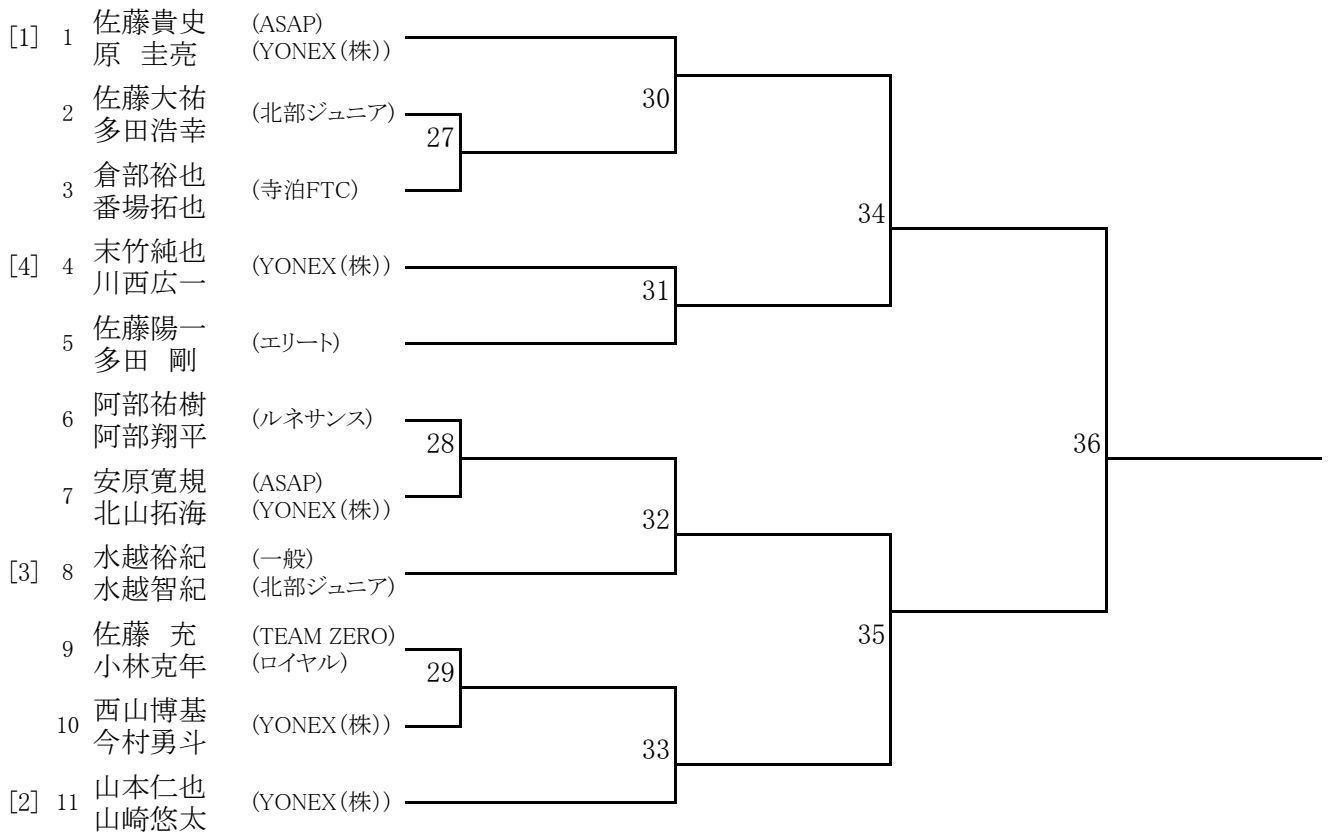 [1] 1 佐藤貴史 (ASAP)
原 圭亮 (YONEX(株))
30
2 佐藤大祐 (北部ジュニア)
多田浩幸
27
3 倉部裕也 (寺泊FTC)
番場拓也
34
[4] 4 末竹純也 (YONEX(株))
川西広一
31
5 佐藤陽一 (エリート)
多田 剛
6 阿部祐樹 (ルネサンス)
阿部翔平
28
36
7 安原寛規 (ASAP)
北山拓海 (YONEX(株))
32
[3] 8 水越裕紀 (一般)
水越智紀 (北部ジュニア)
9 佐藤 充 (TEAM ZERO)
小林克年 (ロイヤル)
35
29
10 西山博基 (YONEX(株))
今村勇斗
33
[2] 11 山本仁也 (YONEX(株))
山崎悠太